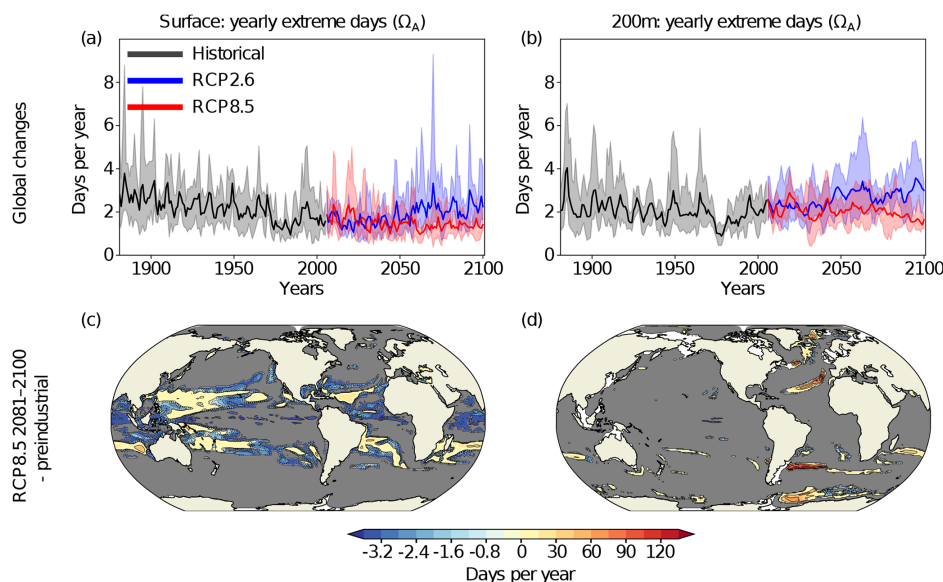 Surface: yearly extreme days (Ω_A)
200m: yearly extreme days (Ω_A)
(a)
(b)
Historical
RCP2.6
RCP8.5
Global changes
Days per year
8
6
4
2
0
1900
1950
2000
2050
2100
Years
Days per year
8
6
4
2
0
1900
1950
2000
2050
2100
Years
(c)
(d)
RCP8.5 2081–2100
- preindustrial
-3.2 -2.4 -1.6 -0.8 0 30 60 90 120
Days per year